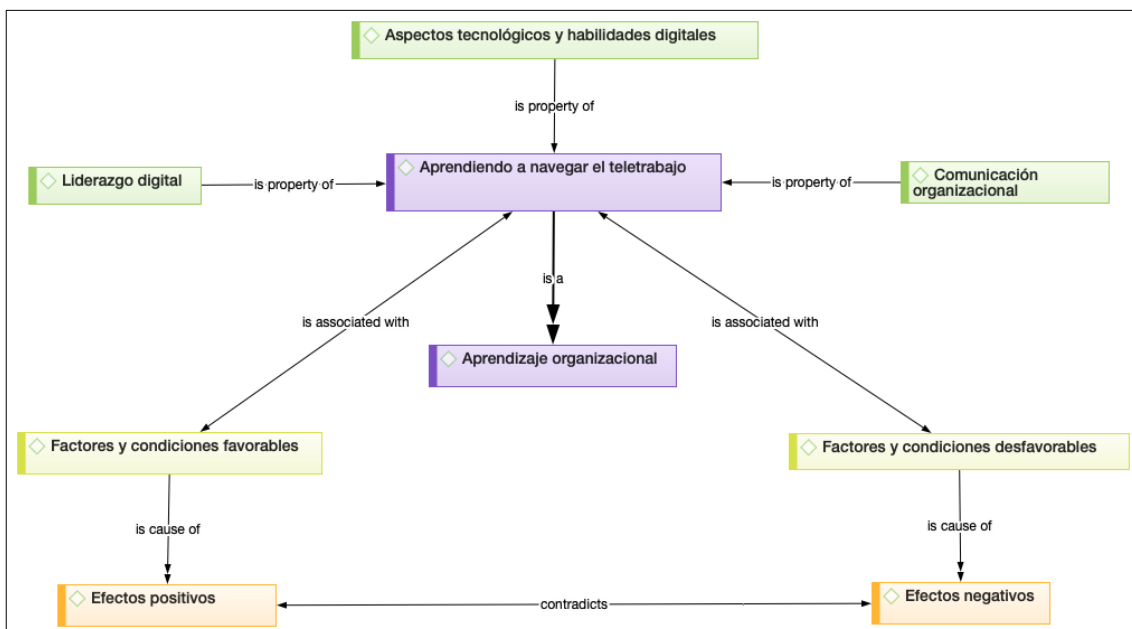 Aspectos tecnológicos y habilidades digitales
is property of
Aprendiendo a navegar el teletrabajo
Liderazgo digital
is property of
is property of
Comunicación
organizacional
is a
is associated with
is associated with
Aprendizaje organizacional
Factores y condiciones favorables
Factores y condiciones desfavorables
is cause of
is cause of
Efectos positivos
contradicts
Efectos negativos